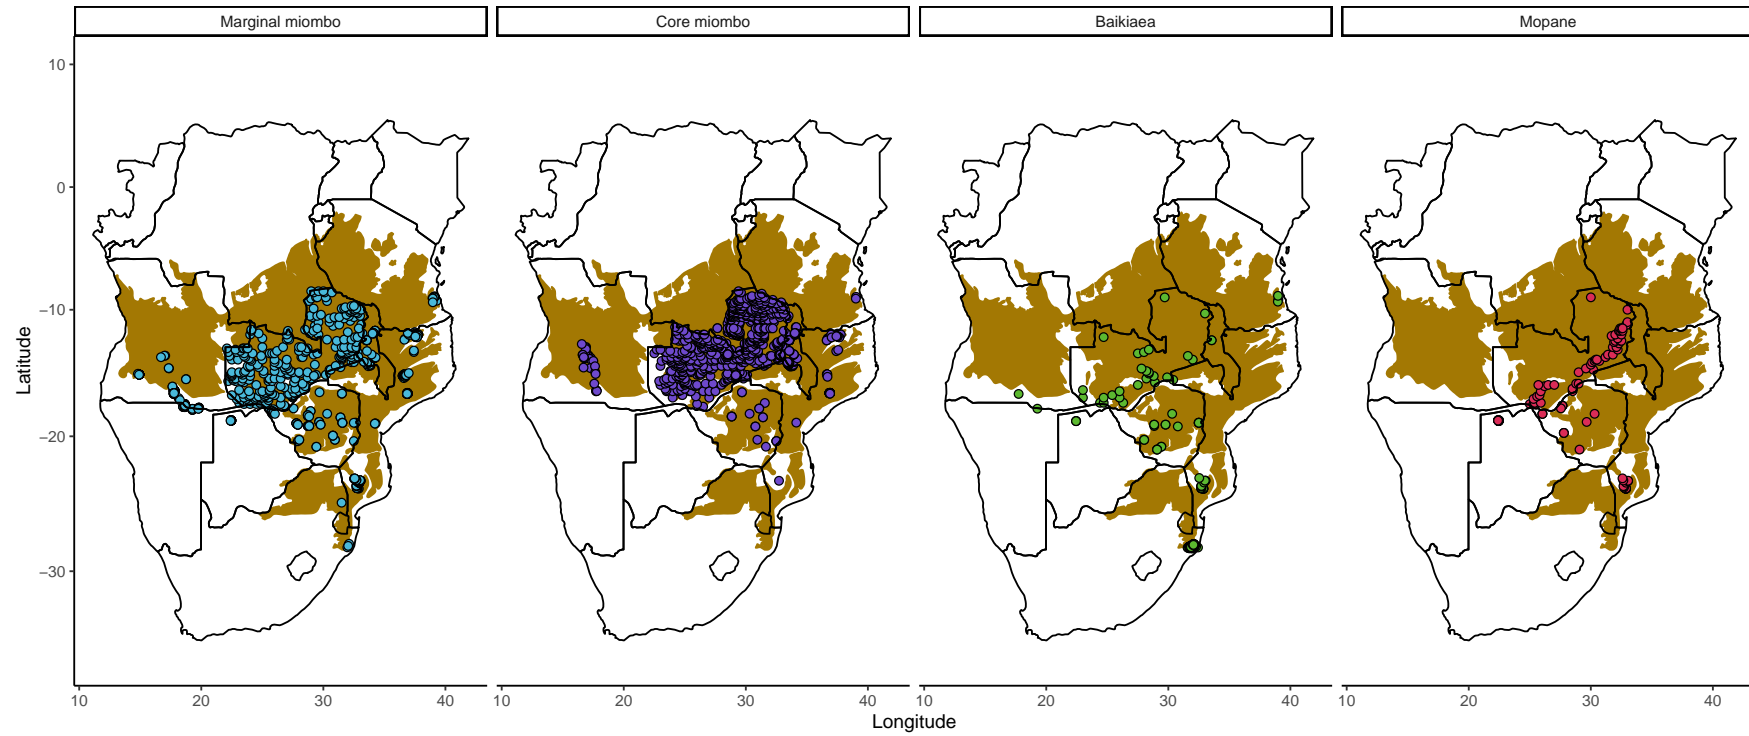 Marginal miombo
Core miombo
Baikiaea
Mopane
10
0
−10
−20
−30
Latitude
10 20 30 40
10 20 30 40
10 20 30 40
10 20 30 40
Longitude